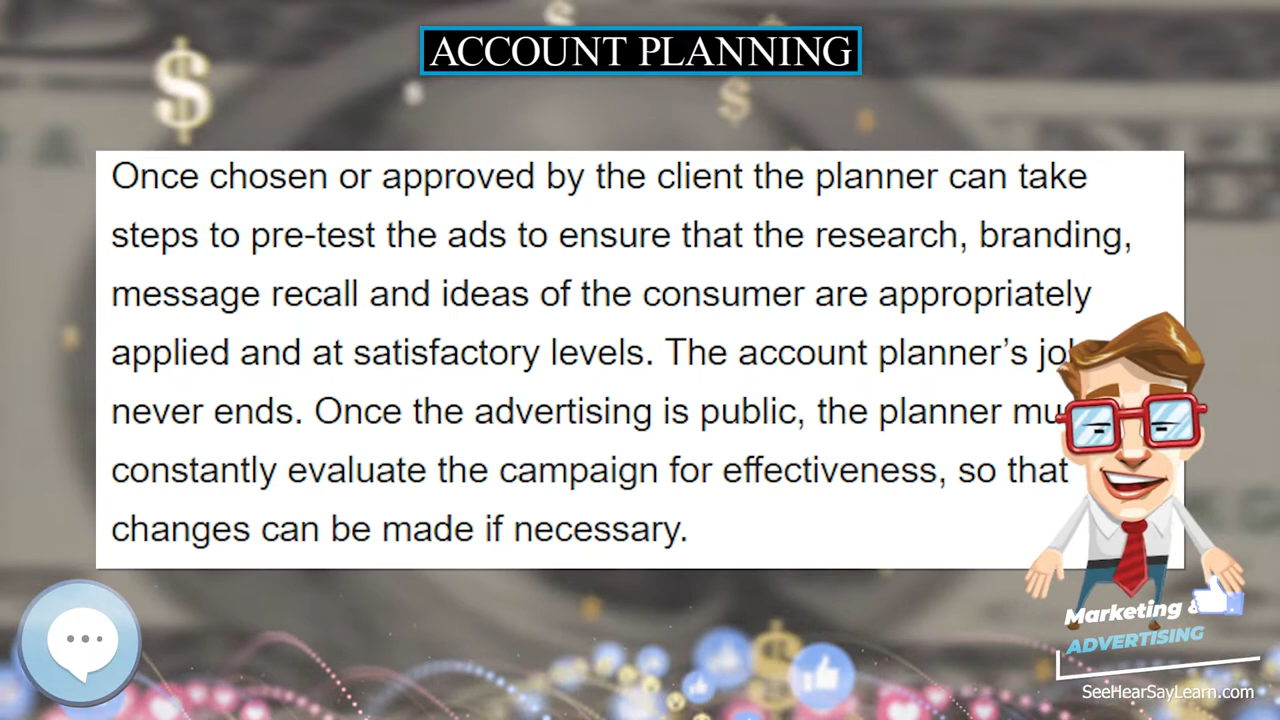 ACCOUNT PLANNING
Once chosen or approved by the client the planner can take
steps to pre-test the ads to ensure that the research, branding,
message recall and ideas of the consumer are appropriately
applied and at satisfactory levels. The account planner’s
never ends. Once the advertising is public, the planner
constantly evaluate the campaign for effectiveness, so that
changes can be made if necessary.
Marketing &
ADVERTISING
SeeHearSayLearn.com